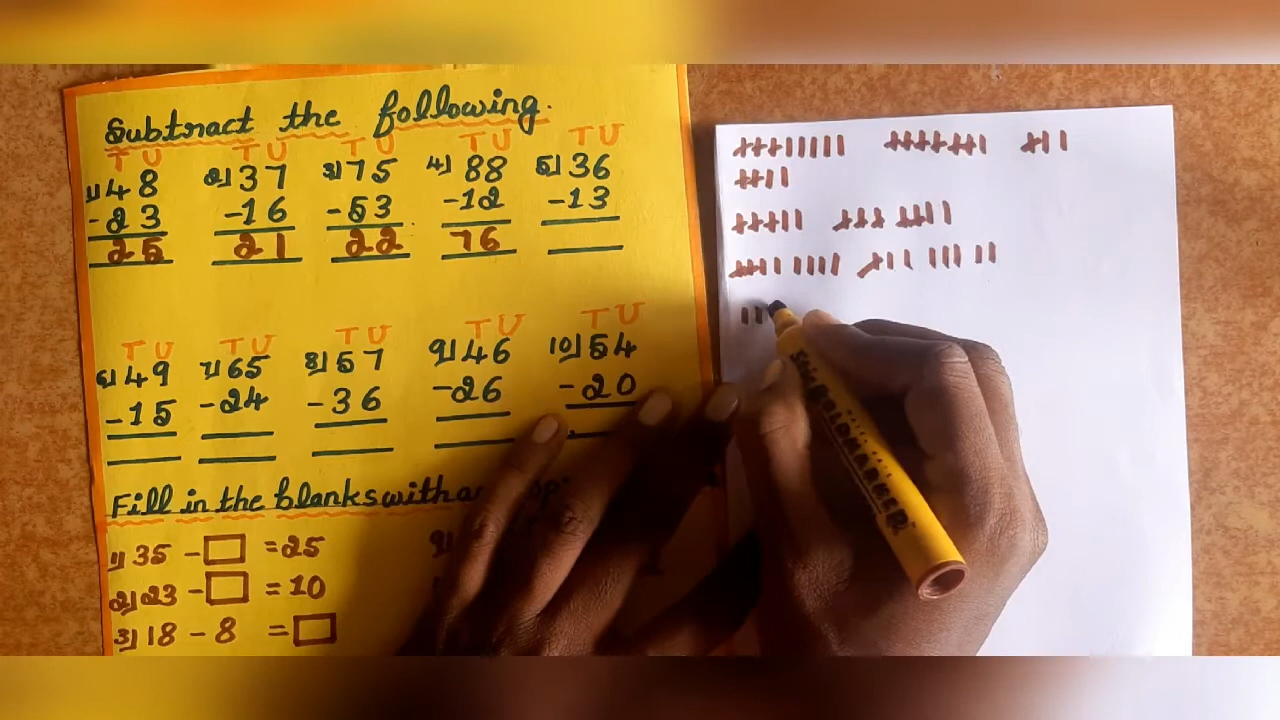 Subtract the following.
T U T U T U T U T U
1) 48 2) 37 3) 75 4) 88 5) 36
-23 -16 -53 -12 -13
25 21 22 76
T U T U T U T U T U
6) 49 7) 65 8) 57 9) 46 10) 54
-15 -24 -36 -26 -20
Fill in the blanks with a
1) 35 - □ = 25
2) 23 - □ = 10
3) 18 - 8 = □